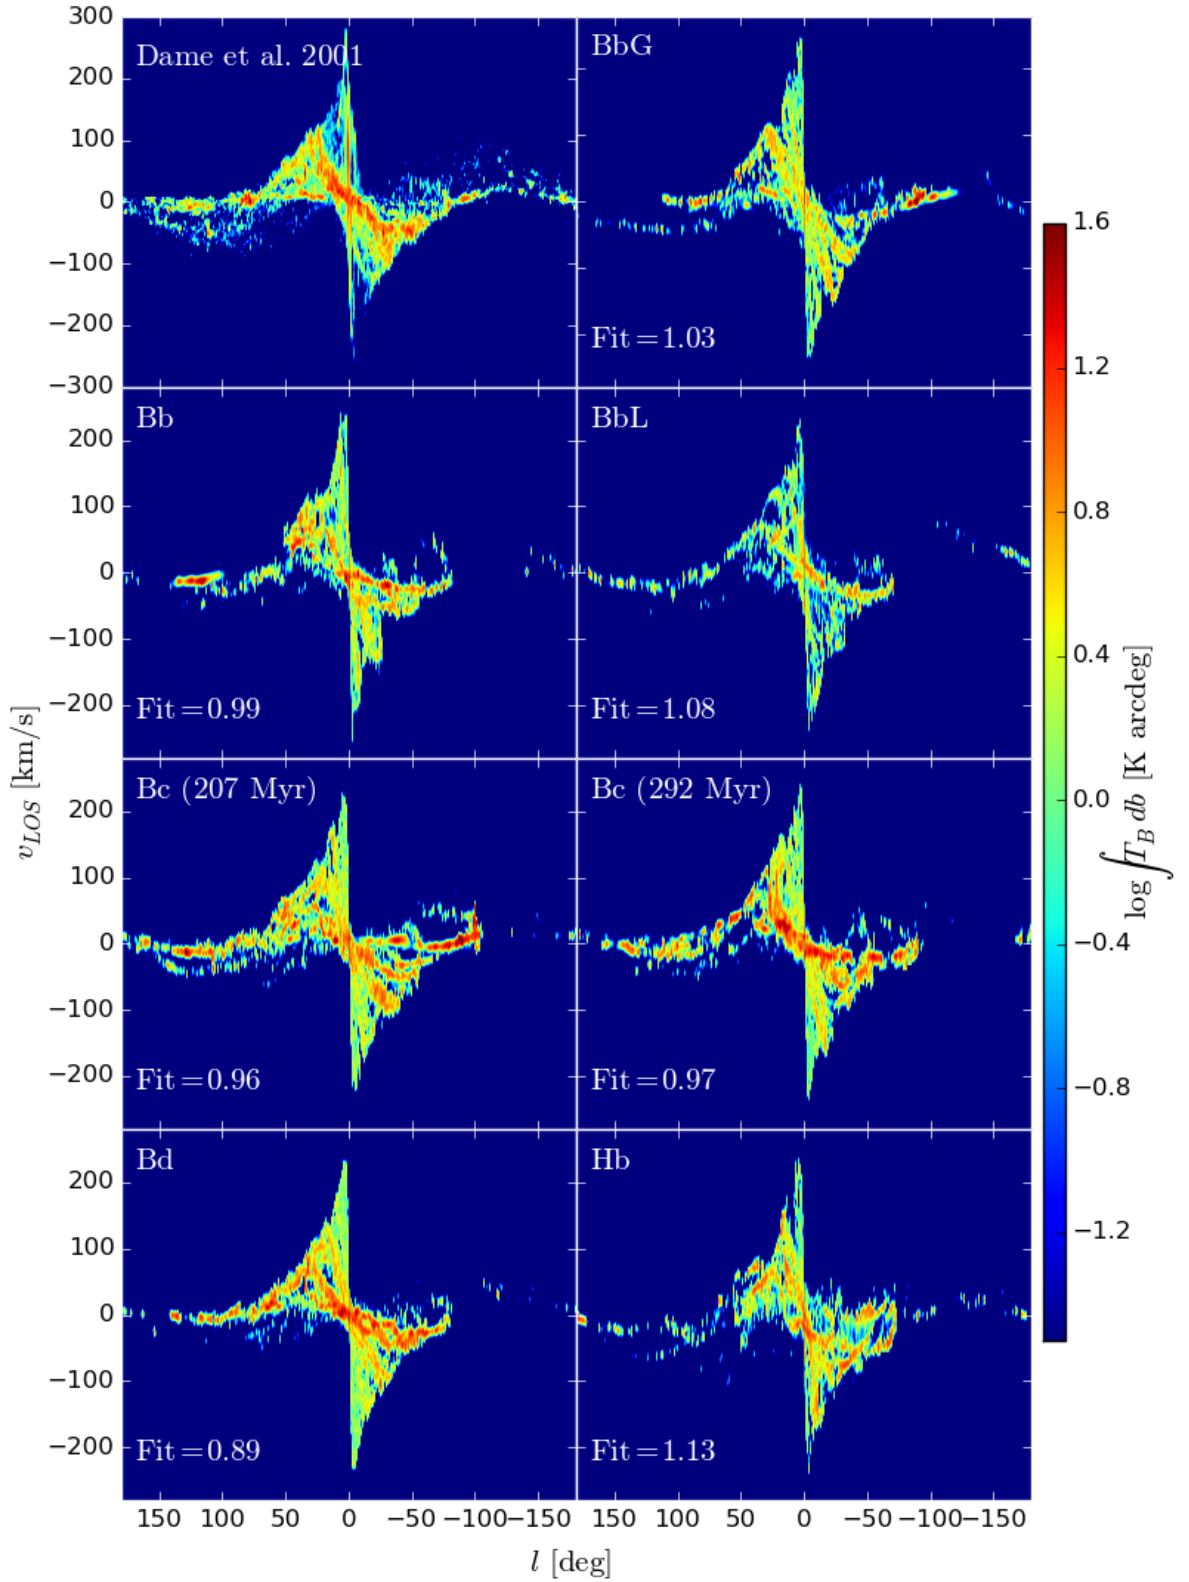 300
200
100
0
−100
−200
−300
Dame et al. 2001
BbG
Fit=1.03
200
100
0
−100
−200
Bb
Fit=0.99
BbL
Fit=1.08
200
100
0
−100
−200
Bc (207 Myr)
Fit=0.96
Bc (292 Myr)
Fit=0.97
200
100
0
−100
−200
Bd
Fit=0.89
Hb
Fit=1.13
150 100 50 0 −50 −100 −150
150 100 50 0 −50 −100 −150
l [deg]
v_LOS [km/s]
1.6
1.2
0.8
0.4
0.0
−0.4
−0.8
−1.2
log ∫ T_B db [K arcdeg]